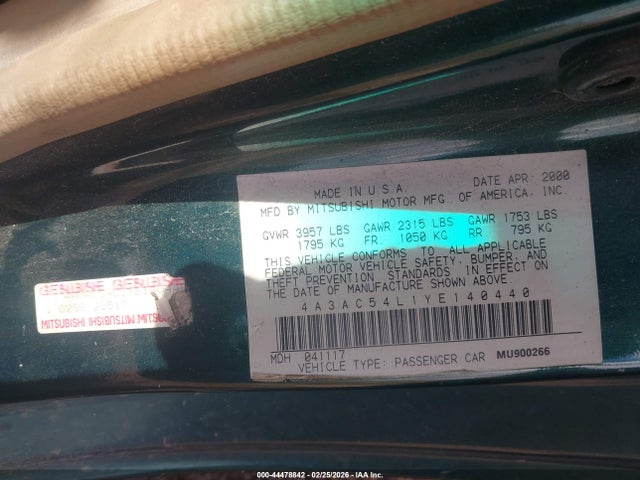 MADE IN U.S.A. DATE APR. 2000
MFD BY MITSUBISHI MOTOR MFG. OF AMERICA, INC.
GVWR 3957 LBS GAWR 2315 LBS GAWR 1753 LBS
1795 KG FR. 1050 KG RR. 795 KG
THIS VEHICLE CONFORMS TO ALL APPLICABLE
FEDERAL MOTOR VEHICLE SAFETY, BUMPER, AND
THEFT PREVENTION STANDARDS IN EFFECT ON
THE DATE OF MANUFACTURE SHOWN ABOVE
4A3AC54L1YE140440
MDH 041117
VEHICLE TYPE: PASSENGER CAR MU900266
MITSUBISHI
000-44478842 - 02/25/2026 - IAA Inc.